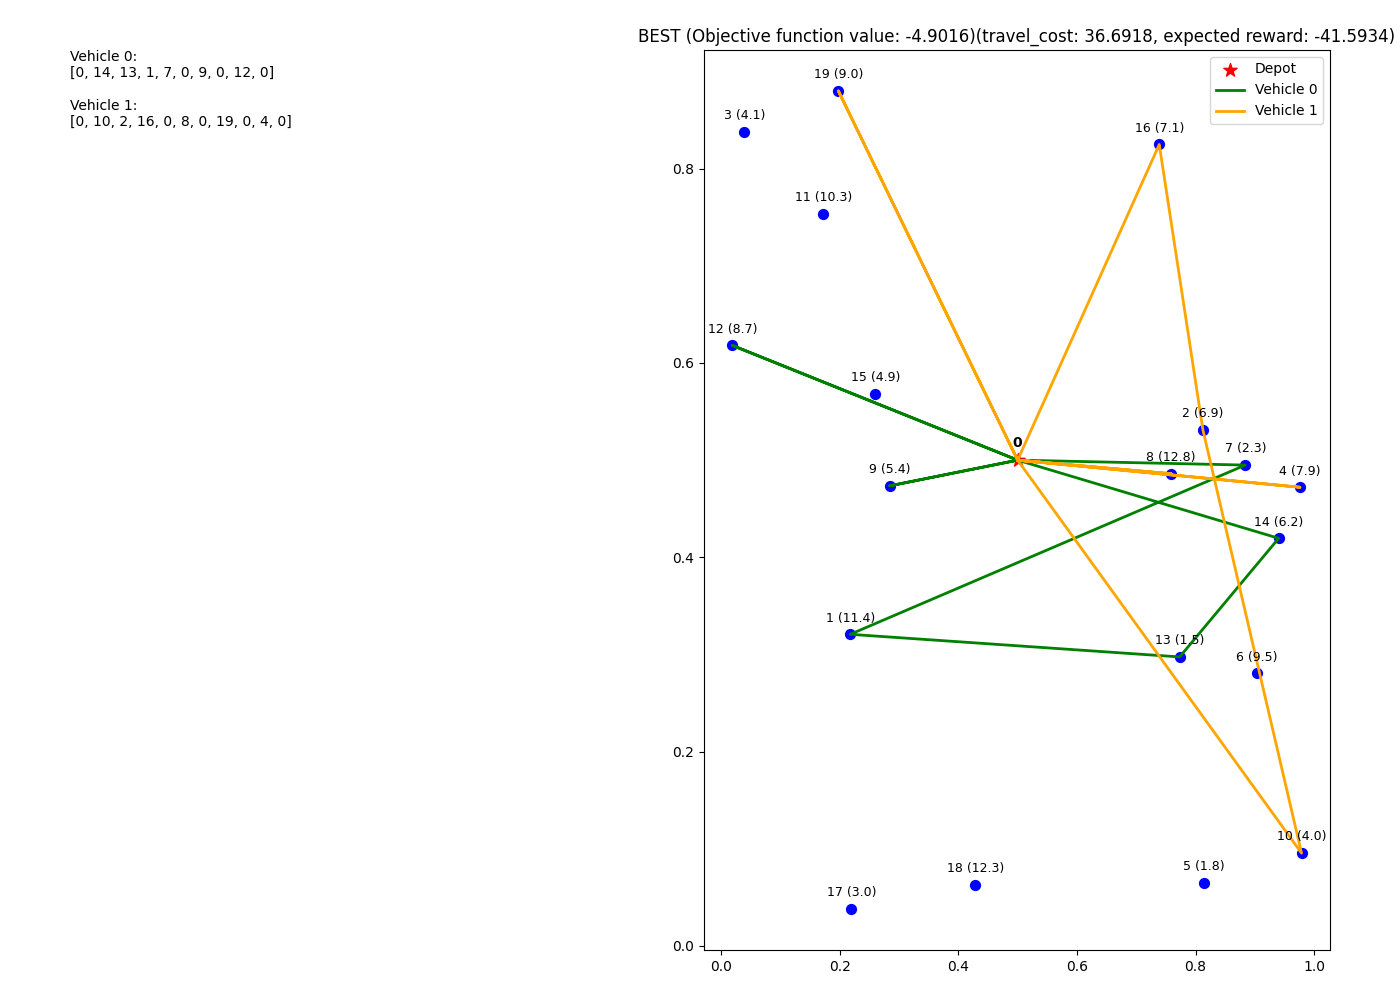 BEST (Objective function value: -4.9016)(travel_cost: 36.6918, expected reward: -41.5934)
Vehicle 0:
[0, 14, 13, 1, 7, 0, 9, 0, 12, 0]
Vehicle 1:
[0, 10, 2, 16, 0, 8, 0, 19, 0, 4, 0]
Depot
Vehicle 0
Vehicle 1
19 (9.0)
3 (4.1)
16 (7.1)
11 (10.3)
12 (8.7)
15 (4.9)
2 (6.9)
0
7 (2.3)
8 (12.8)
9 (5.4)
4 (7.9)
14 (6.2)
1 (11.4)
13 (1.5)
6 (9.5)
10 (4.0)
18 (12.3)
5 (1.8)
17 (3.0)
0.8
0.6
0.4
0.2
0.0
0.0 0.2 0.4 0.6 0.8 1.0